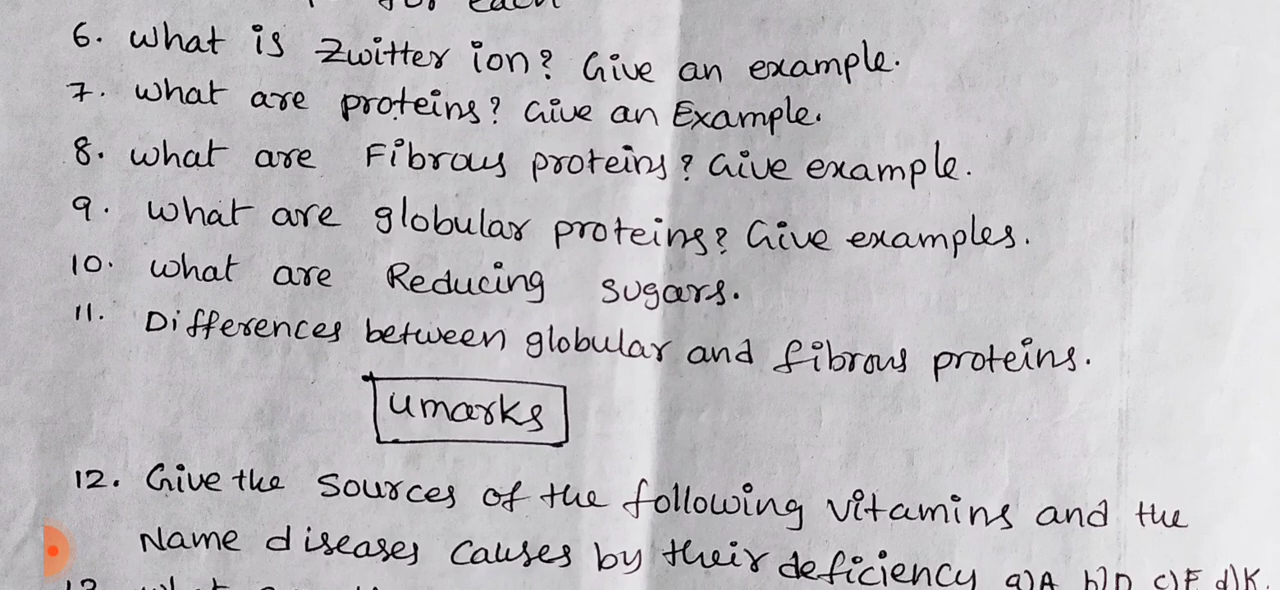 for each
6. What is Zwitter ion? Give an example.
7. What are proteins? Give an Example.
8. What are Fibrous proteins? Give example.
9. What are globular proteins? Give examples.
10. What are Reducing Sugars.
11. Differences between globular and fibrous proteins.
4marks
12. Give the Sources of the following vitamins and the
Name diseases causes by their deficiency a)A b)D c)E d)K.